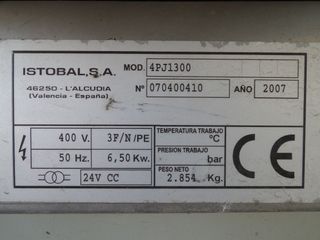 ISTOBAL, S.A.
46250 - L'ALCUDIA
(Valencia - España)
MOD. 4PJ1300
Nº 070400410 AÑO 2007
400 V. 3F/N/PE
50 Hz. 6,50 Kw.
24V CC
TEMPERATURA TRABAJO
ºC
PRESION TRABAJO
bar
PESO NETO
2.854 Kg.
CE